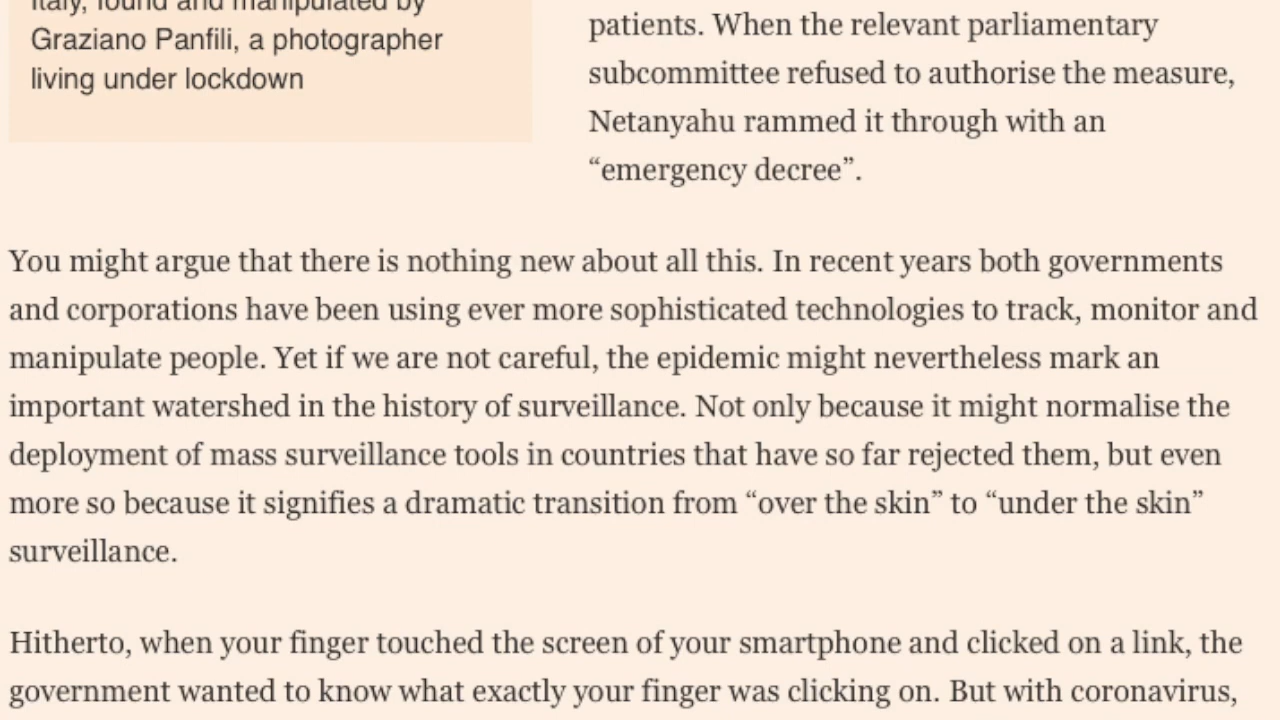 Italy, found and manipulated by
Graziano Panfili, a photographer
living under lockdown
patients. When the relevant parliamentary
subcommittee refused to authorise the measure,
Netanyahu rammed it through with an
“emergency decree”.
You might argue that there is nothing new about all this. In recent years both governments
and corporations have been using ever more sophisticated technologies to track, monitor and
manipulate people. Yet if we are not careful, the epidemic might nevertheless mark an
important watershed in the history of surveillance. Not only because it might normalise the
deployment of mass surveillance tools in countries that have so far rejected them, but even
more so because it signifies a dramatic transition from “over the skin” to “under the skin”
surveillance.
Hitherto, when your finger touched the screen of your smartphone and clicked on a link, the
government wanted to know what exactly your finger was clicking on. But with coronavirus,